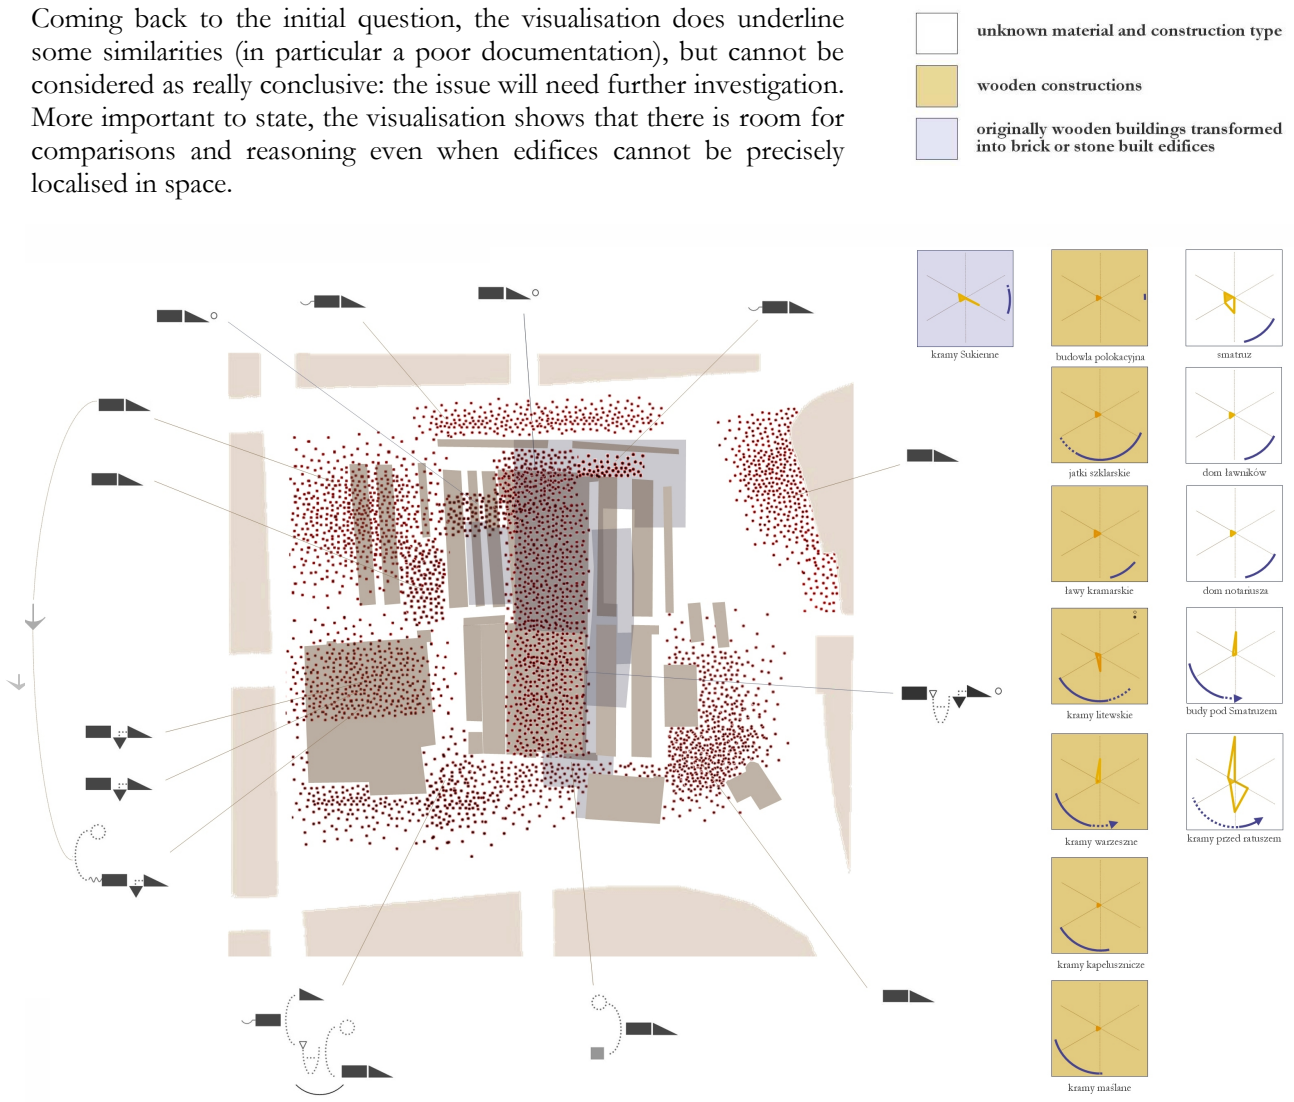 Coming back to the initial question, the visualisation does underline
some similarities (in particular a poor documentation), but cannot be
considered as really conclusive: the issue will need further investigation.
More important to state, the visualisation shows that there is room for
comparisons and reasoning even when edifices cannot be precisely
localised in space.
unknown material and construction type
wooden constructions
originally wooden buildings transformed
into brick or stone built edifices
kramy Sukienne
budowla polokacyjna
smatruz
jatki szklarskie
dom ławników
ławy kramarskie
dom notariusza
kramy litewskie
budy pod Smatruzem
kramy warzeszne
kramy przed ratuszem
kramy kapelusznicze
kramy maślane